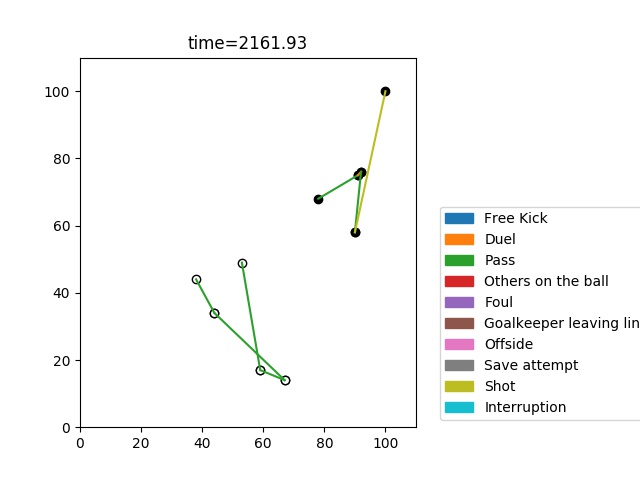 time=2161.93
100
80
60
40
20
0
0 20 40 60 80 100
Free Kick
Duel
Pass
Others on the ball
Foul
Goalkeeper leaving lin
Offside
Save attempt
Shot
Interruption